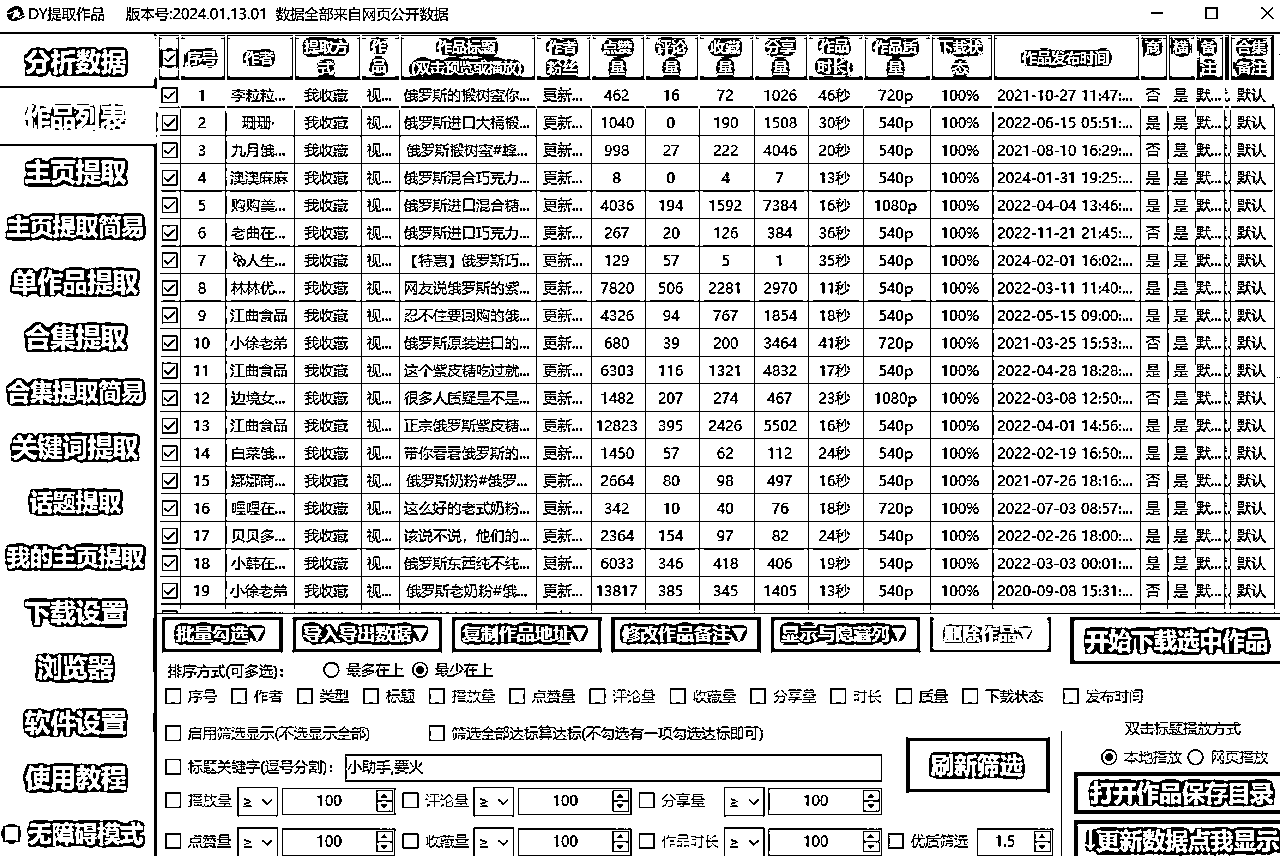 DY提取作品 版本号:2024.01.13.01 数据全部来自网页公开数据
分析数据
作品列表
主页提取
主页提取简易
单作品提取
合集提取
合集提取简易
关键词提取
话题提取
我的主页提取
下载设置
浏览器
软件设置
使用教程
无障碍模式
序号 作者 提取方式 作品 作品标题(双击预览或播放) 作者粉丝 点赞量 评论量 收藏量 分享量 作品时长 作品质量 下载状态 作品发布时间 商 横 备注 合集备注
1 李粒粒... 我收藏 视... 俄罗斯的椴树蜜你... 更新... 462 16 72 1026 46秒 720p 100% 2021-10-27 11:47:... 否 是 默... 默认
2 珊珊· 我收藏 视... 俄罗斯进口大桶椴... 更新... 1040 0 190 1508 30秒 540p 100% 2022-06-15 05:51:... 是 是 默... 默认
3 九月俄... 我收藏 视... 俄罗斯椴树蜜#蜂... 更新... 998 27 222 4046 20秒 540p 100% 2021-08-10 16:29:... 否 是 默... 默认
4 澳澳麻麻 我收藏 视... 俄罗斯混合巧克力... 更新... 8 0 4 7 13秒 540p 100% 2024-01-31 19:25:... 是 是 默... 默认
5 购购美... 我收藏 视... 俄罗斯进口混合糖... 更新... 4036 194 1592 7384 16秒 1080p 100% 2022-04-04 13:46:... 是 是 默... 默认
6 老曲在... 我收藏 视... 俄罗斯进口巧克力... 更新... 267 20 126 384 36秒 540p 100% 2022-11-21 21:45:... 否 是 默... 默认
7 人生... 我收藏 视... 【特惠】俄罗斯巧... 更新... 129 57 5 1 35秒 540p 100% 2024-02-01 16:02:... 是 是 默... 默认
8 林林优... 我收藏 视... 网友说俄罗斯的紫... 更新... 7820 506 2281 2970 11秒 540p 100% 2022-03-11 11:40:... 是 是 默... 默认
9 江曲食品 我收藏 视... 忍不住要回购的俄... 更新... 4326 94 767 1854 18秒 540p 100% 2022-05-15 09:00:... 是 是 默... 默认
10 小徐老弟 我收藏 视... 俄罗斯原装进口的... 更新... 680 39 200 3464 41秒 720p 100% 2021-03-25 15:53:... 否 是 默... 默认
11 江曲食品 我收藏 视... 这个紫皮糖吃过就... 更新... 6303 116 1321 4832 17秒 540p 100% 2022-04-28 18:28:... 是 是 默... 默认
12 边境女... 我收藏 视... 很多人质疑是不是... 更新... 1482 207 274 467 23秒 1080p 100% 2022-03-08 12:50:... 否 是 默... 默认
13 江曲食品 我收藏 视... 正宗俄罗斯紫皮糖... 更新... 12823 395 2426 5502 16秒 540p 100% 2022-04-01 14:56:... 是 是 默... 默认
14 白菜俄... 我收藏 视... 带你看看俄罗斯的... 更新... 1450 57 62 112 24秒 540p 100% 2022-02-19 16:50:... 是 是 默... 默认
15 娜娜商... 我收藏 视... 俄罗斯奶粉#俄罗... 更新... 2664 80 98 497 16秒 540p 100% 2021-07-26 18:16:... 否 是 默... 默认
16 哩哩在... 我收藏 视... 这么好的老式奶粉... 更新... 342 10 40 76 18秒 720p 100% 2022-07-03 08:57:... 是 是 默... 默认
17 贝贝多... 我收藏 视... 该说不说，他们的... 更新... 2364 154 97 82 24秒 540p 100% 2022-02-26 18:00:... 是 是 默... 默认
18 小韩在... 我收藏 视... 俄罗斯东西纯不纯... 更新... 6033 346 418 406 19秒 540p 100% 2022-03-03 00:01:... 是 是 默... 默认
19 小徐老弟 我收藏 视... 俄罗斯老奶粉#俄... 更新... 13817 385 345 1405 13秒 540p 100% 2020-09-08 15:31:... 否 是 默... 默认
批量勾选▽ 导入导出数据▽ 复制作品地址▽ 修改作品备注▽ 显示与隐藏列▽ 删除作品▽ 开始下载选中作品
排序方式(可多选): 最多在上 最少在上
序号 作者 类型 标题 播放量 点赞量 评论量 收藏量 分享量 时长 质量 下载状态 发布时间
启用筛选显示(不选显示全部) 筛选全部达标算达标(不勾选有一项勾选达标即可) 双击标题播放方式
标题关键字(逗号分割): 小助手,要火 刷新筛选 本地播放 网页播放
播放量 ≥ 100 评论量 ≥ 100 分享量 ≥ 100 打开作品保存目录
点赞量 ≥ 100 收藏量 ≥ 100 作品时长 ≥ 100 优质筛选 1.5 ↓更新数据点我显示